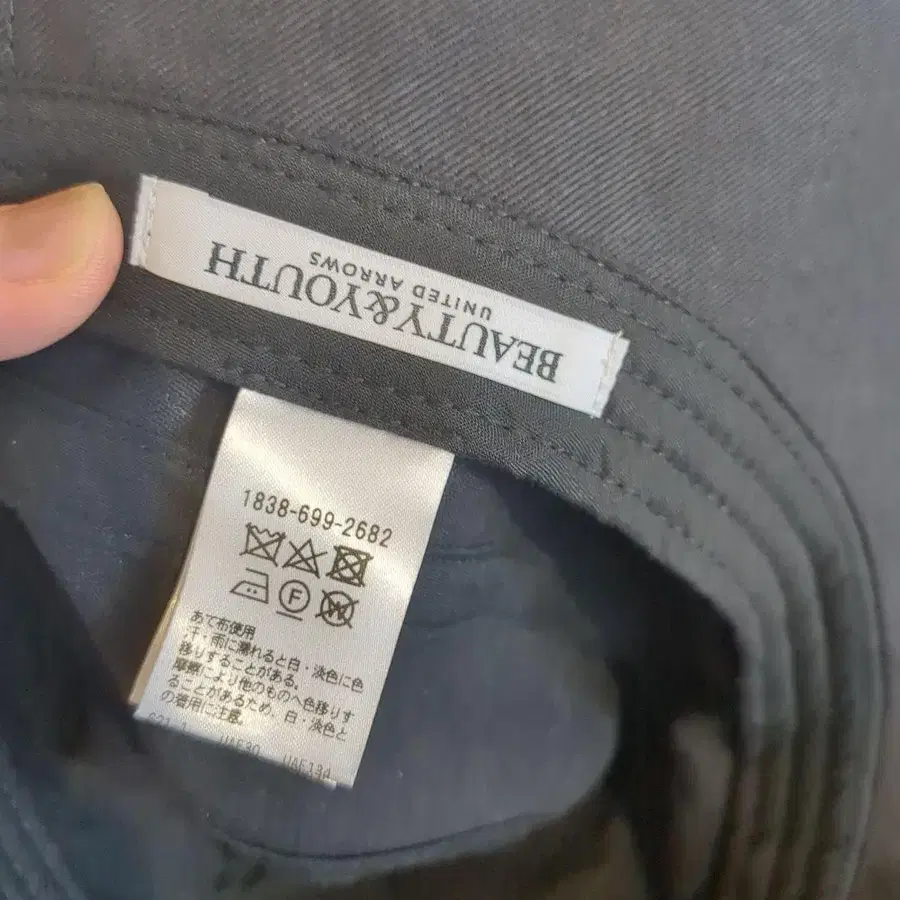 BEAUTY&YOUTH
UNITED ARROWS
1838-699-2682
F
W
あて布使用
汗・雨に濡れると白・淡色に色
移りすることがある。
摩擦により他のものへ色移りす
ることがあるため、白・淡色と
の着用に注意。